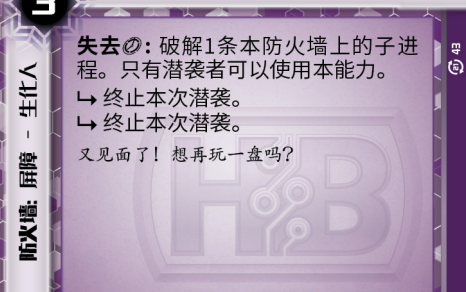 3
失去: 破解1条本防火墙上的子进
程。只有潜袭者可以使用本能力。
↳ 终止本次潜袭。
↳ 终止本次潜袭。
又见面了！想再玩一盘吗？
防火墙: 屏障 - 生化人
43
HB